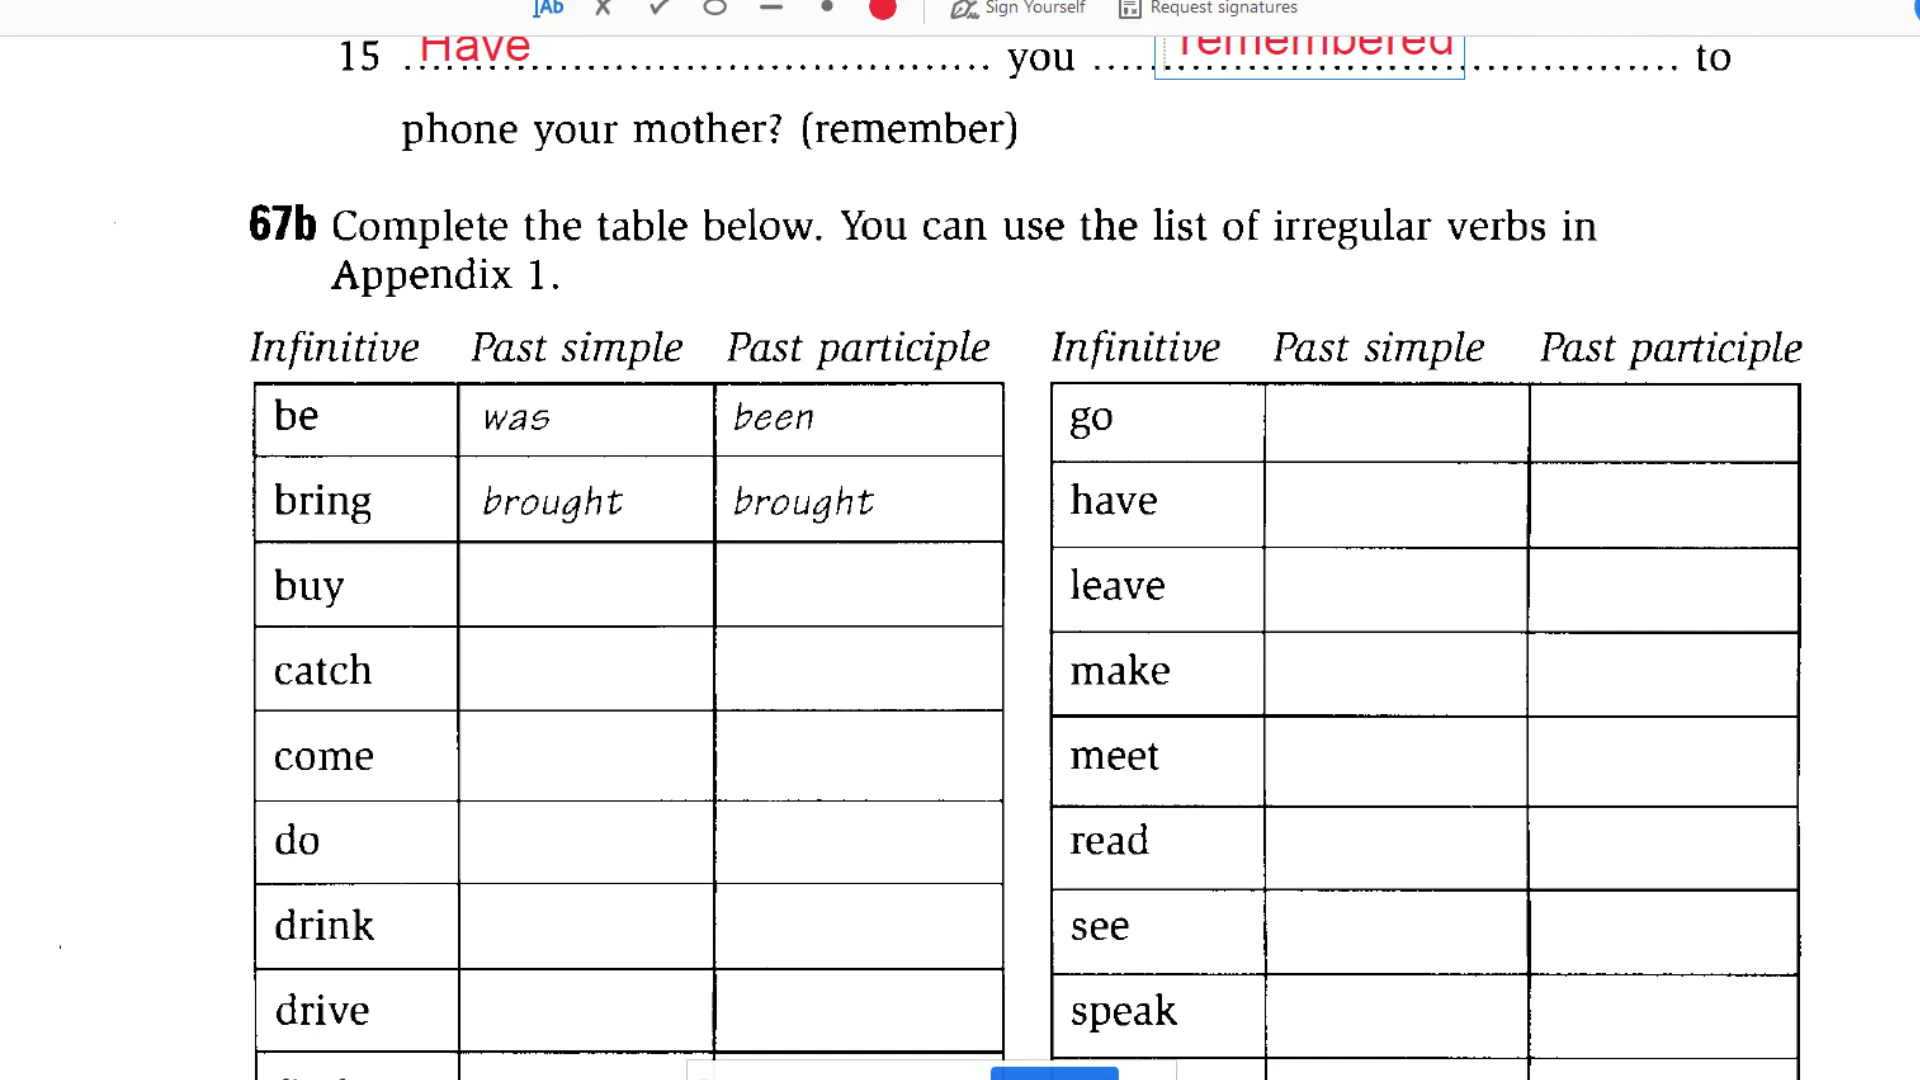 Ab Sign Yourself Request signatures
15 Have you remembered to
phone your mother? (remember)
67b Complete the table below. You can use the list of irregular verbs in
Appendix 1.
Infinitive Past simple Past participle Infinitive Past simple Past participle
be was been go
bring brought brought have
buy leave
catch make
come meet
do read
drink see
drive speak